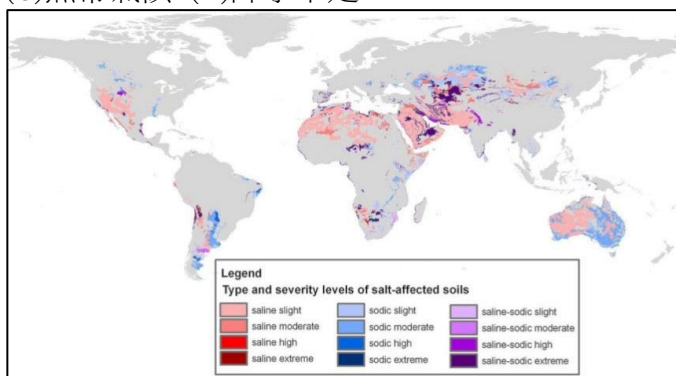 Legend
Type and severity levels of salt-affected soils
saline slight
sodic slight
saline-sodic slight
saline moderate
sodic moderate
saline-sodic moderate
saline high
sodic high
saline-sodic high
saline extreme
sodic extreme
saline-sodic extreme